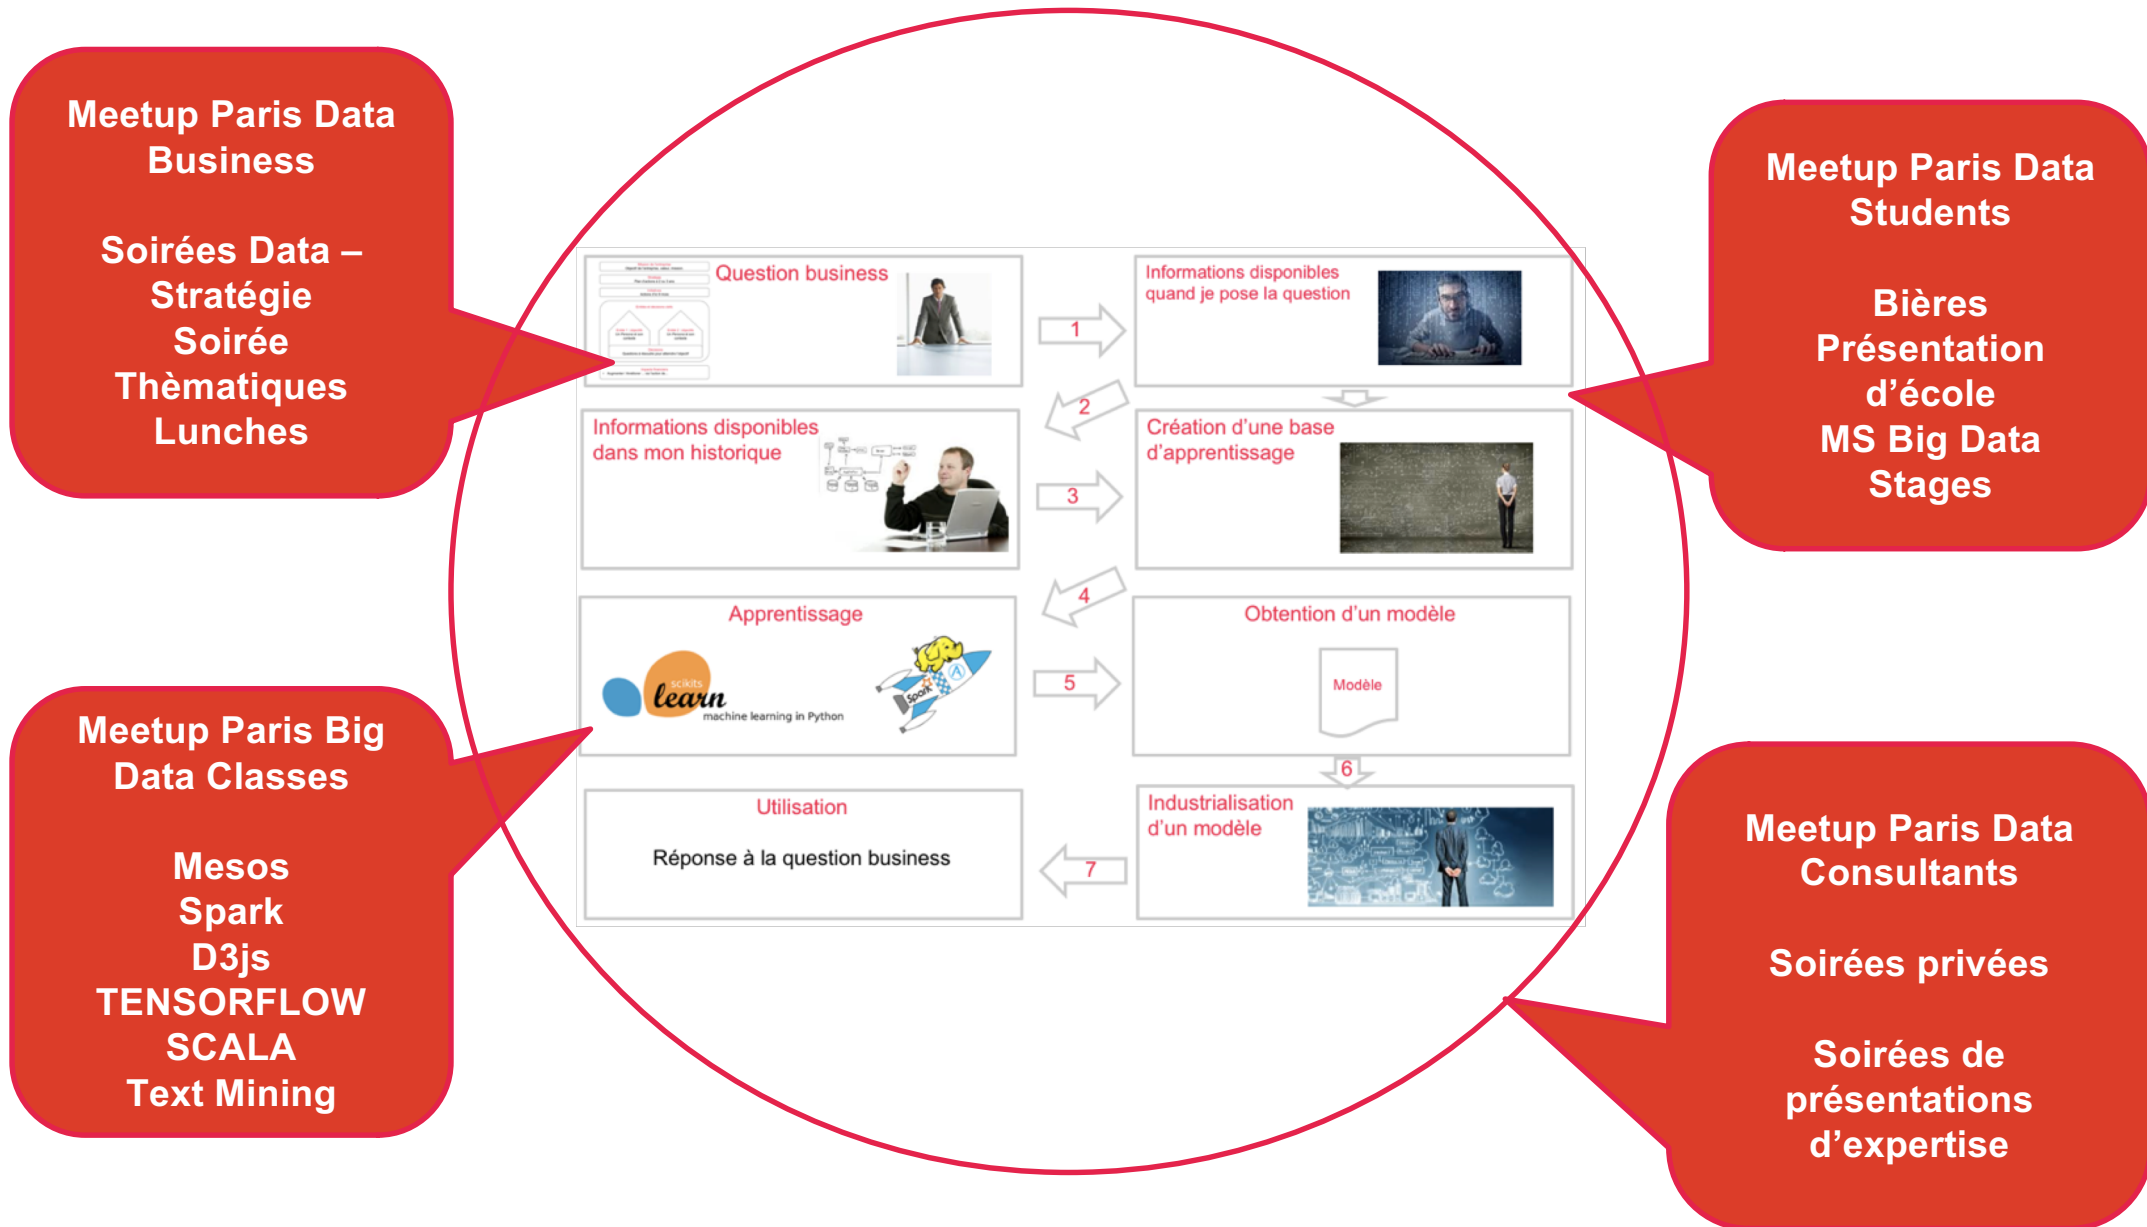 Meetup Paris Data
Business
Soirées Data –
Stratégie
Soirée
Thèmatiques
Lunches
Meetup Paris Data
Students
Bières
Présentation
d’école
MS Big Data
Stages
Question business
1
Informations disponibles
quand je pose la question
2
Informations disponibles
dans mon historique
3
Création d’une base
d’apprentissage
4
Apprentissage
scikits
learn
machine learning in Python
Spark
5
Obtention d’un modèle
Modèle
6
Utilisation
Réponse à la question business
7
Industrialisation
d’un modèle
Meetup Paris Big
Data Classes
Mesos
Spark
D3js
TENSORFLOW
SCALA
Text Mining
Meetup Paris Data
Consultants
Soirées privées
Soirées de
présentations
d’expertise